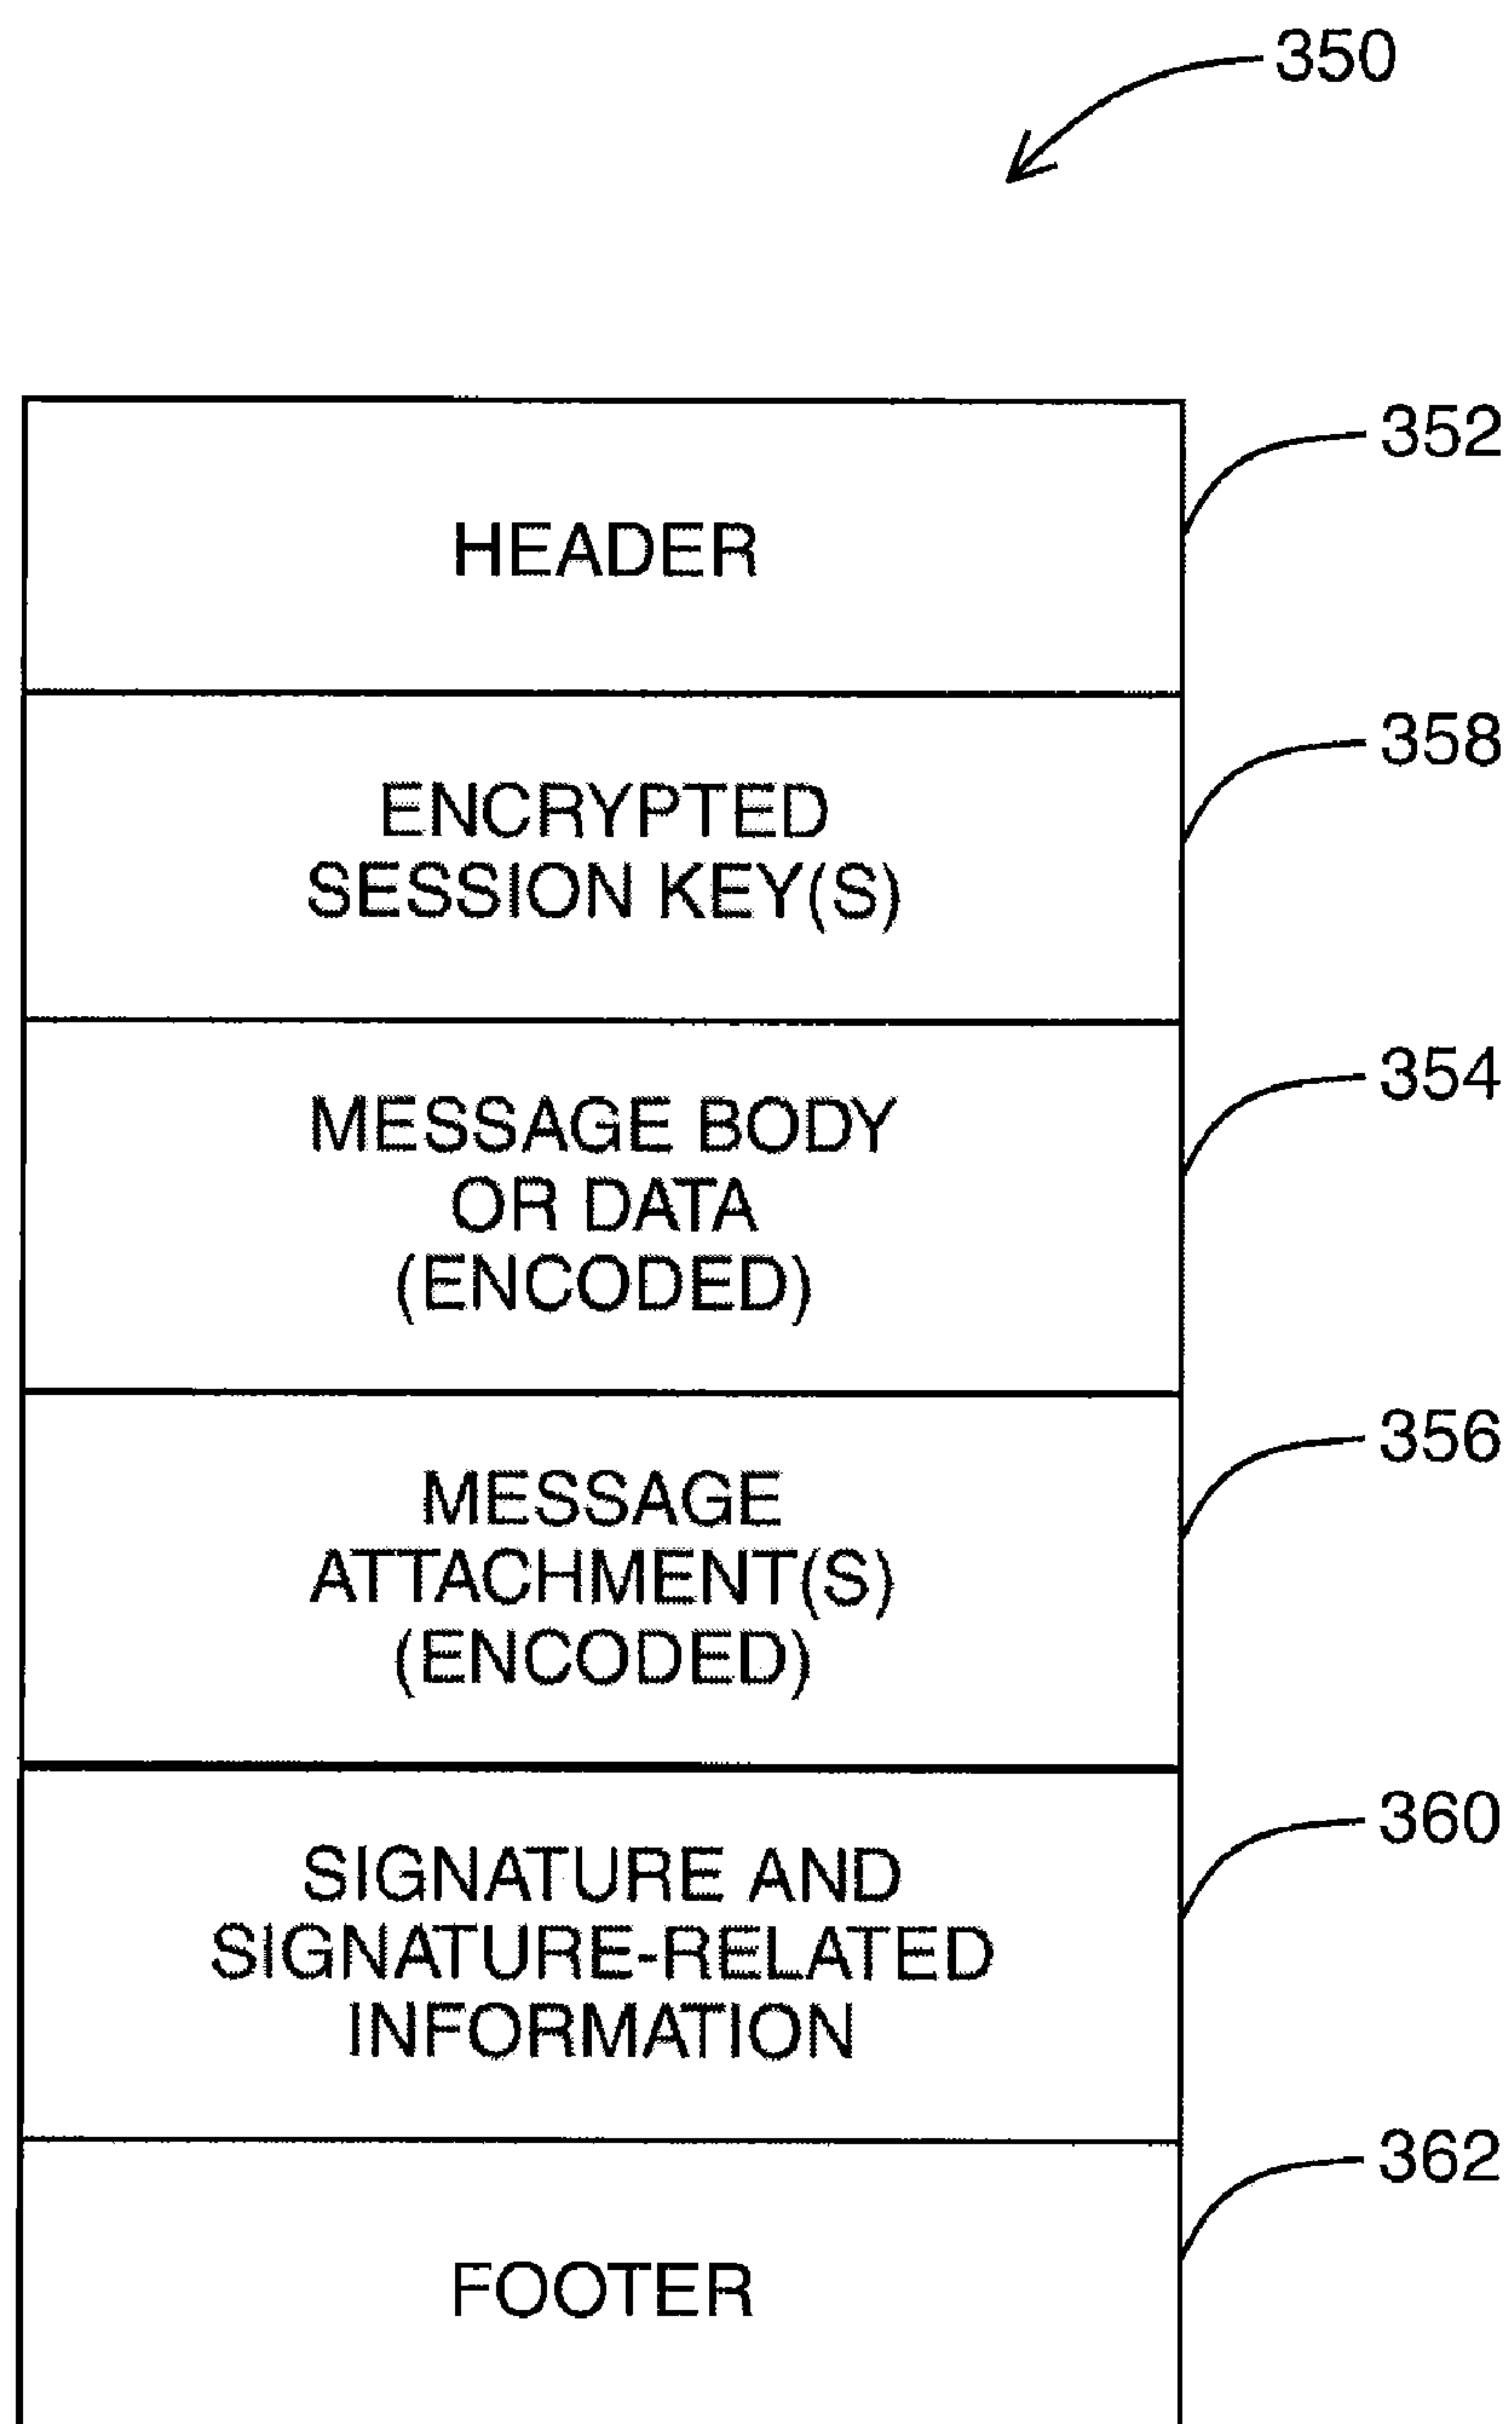 350
352
HEADER
358
ENCRYPTED
SESSION KEY(S)
354
MESSAGE BODY
OR DATA
(ENCODED)
356
MESSAGE
ATTACHMENT(S)
(ENCODED)
360
SIGNATURE AND
SIGNATURE-RELATED
INFORMATION
362
FOOTER